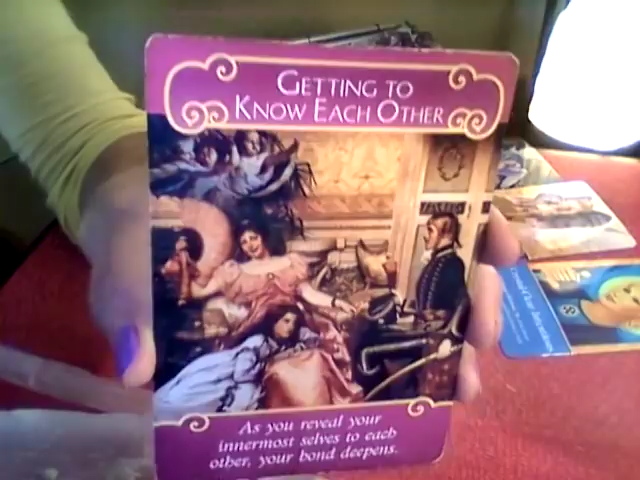 GETTING TO
KNOW EACH OTHER
As you reveal your
innermost selves to each
other, your bond deepens.